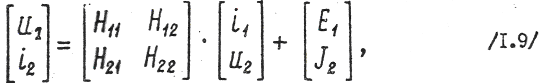 [u₁ i₂] = [H₁₁ H₁₂ H₂₁ H₂₂] · [i₁ u₂] + [E₁ J₂], /I.9/